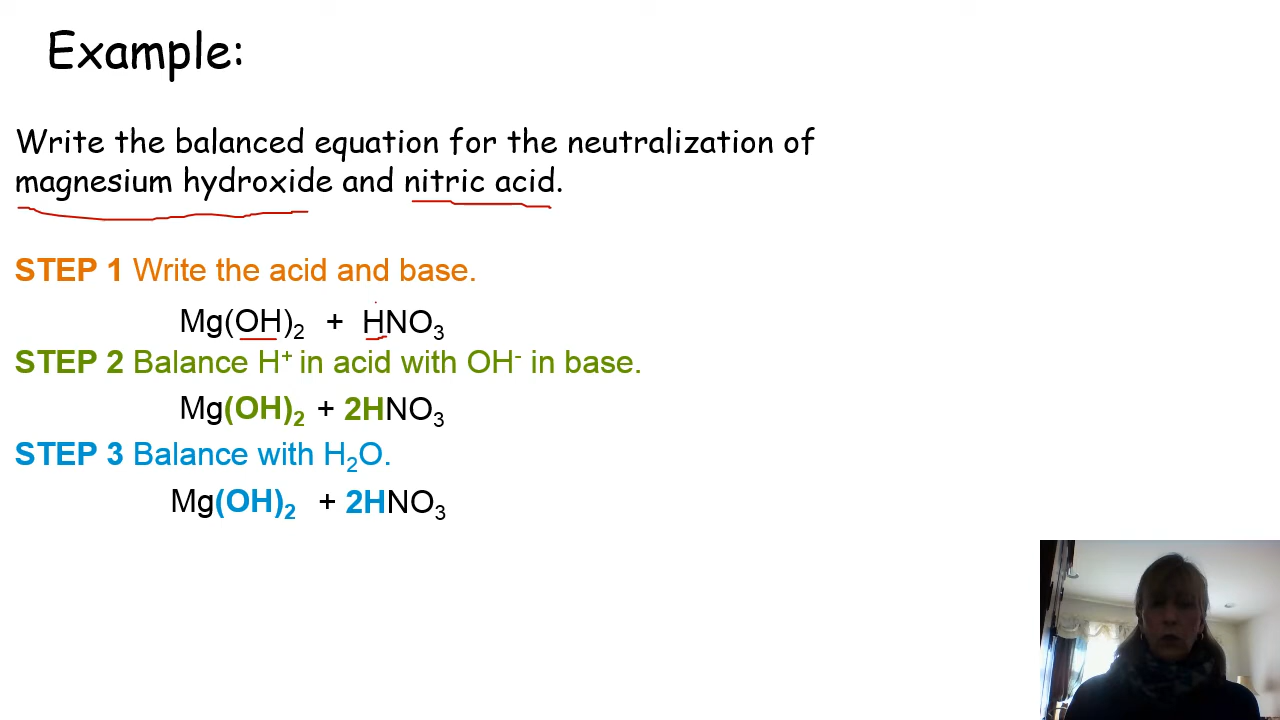 Example:
Write the balanced equation for the neutralization of
magnesium hydroxide and nitric acid.
STEP 1 Write the acid and base.
Mg(OH)₂ + HNO₃
STEP 2 Balance H⁺ in acid with OH⁻ in base.
Mg(OH)₂ + 2HNO₃
STEP 3 Balance with H₂O.
Mg(OH)₂ + 2HNO₃